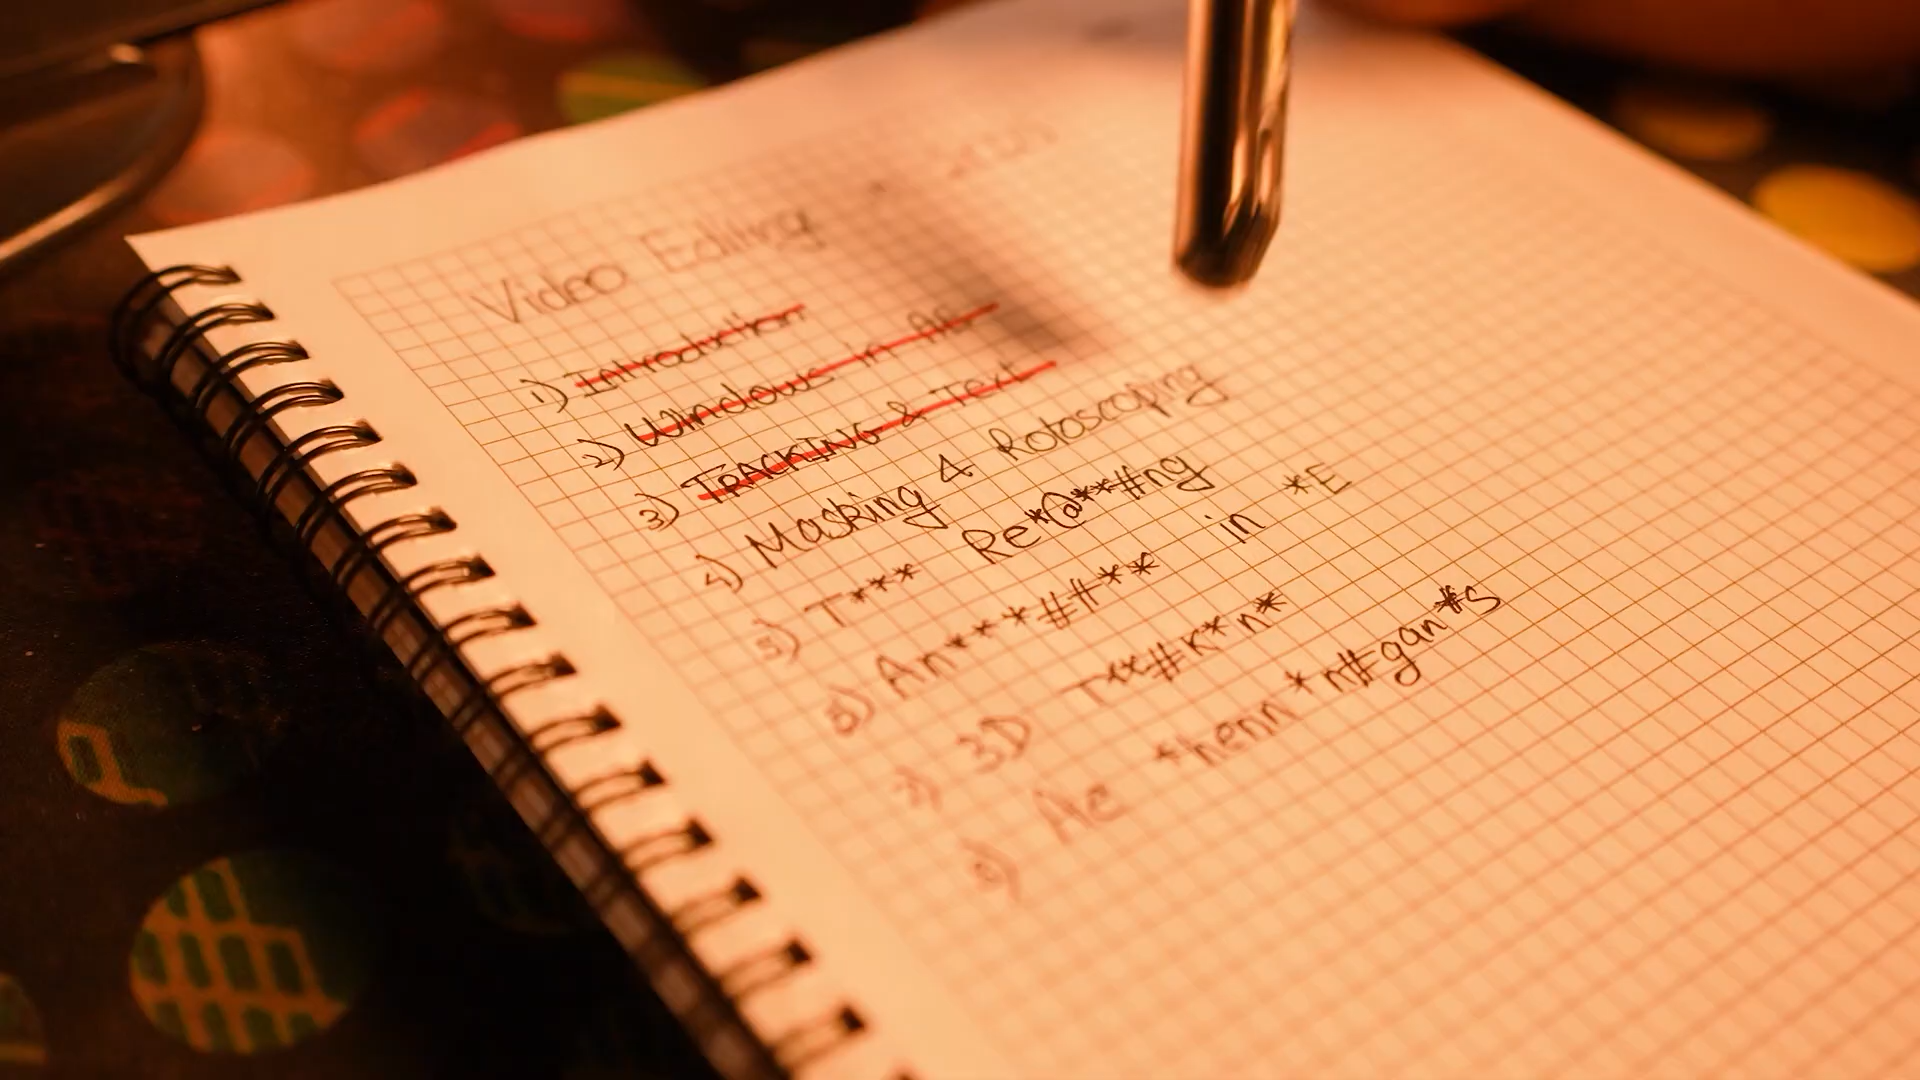 Video Editing
1) Introduction
2) Windows in AE
3) TRACKING & Text
4) Masking & Rotoscoping
5) T*** Re*@**#ng
6) An***##** in *E
7) 3D T**#K*n*
8) Ae *henn*n#gan*s